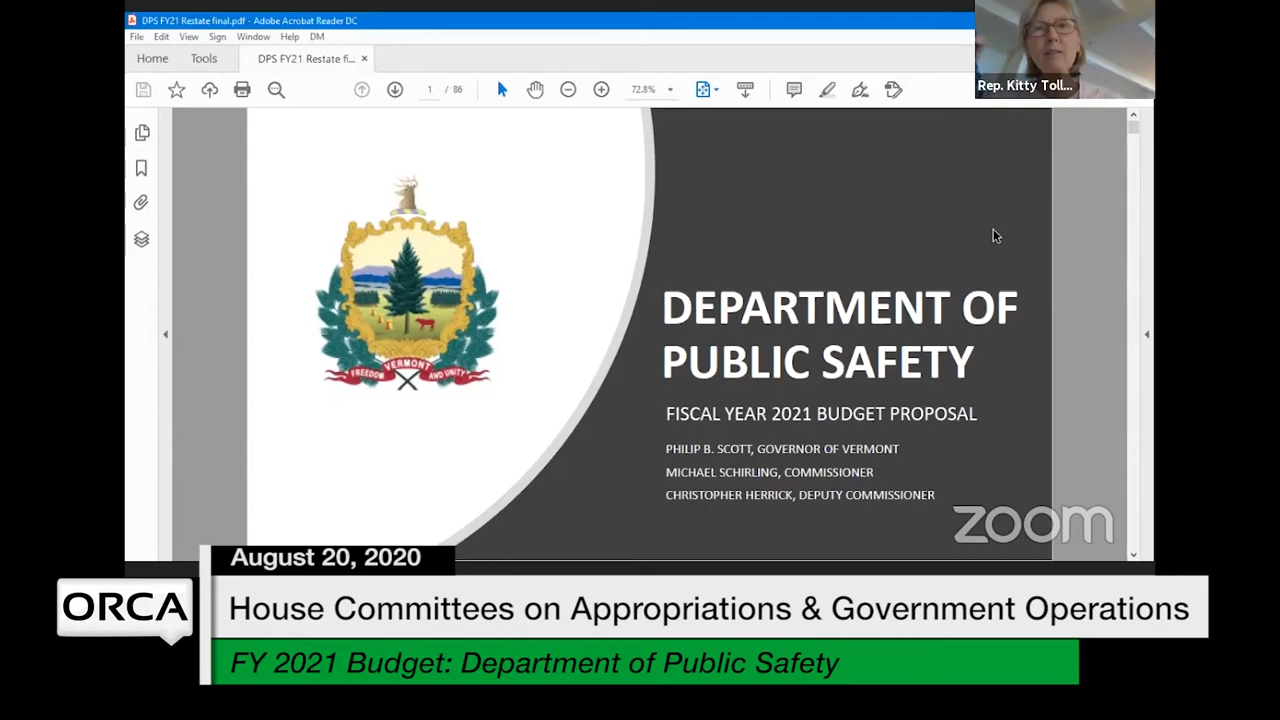 DPS FY21 Restate final.pdf - Adobe Acrobat Reader DC
File Edit View Sign Window Help DM
Home Tools DPS FY21 Restate fi... ×
1 / 86 72.8%
Rep. Kitty Toll...
FREEDOM VERMONT AND UNITY
DEPARTMENT OF
PUBLIC SAFETY
FISCAL YEAR 2021 BUDGET PROPOSAL
PHILIP B. SCOTT, GOVERNOR OF VERMONT
MICHAEL SCHIRLING, COMMISSIONER
CHRISTOPHER HERRICK, DEPUTY COMMISSIONER
zoom
August 20, 2020
ORCA
House Committees on Appropriations & Government Operations
FY 2021 Budget: Department of Public Safety